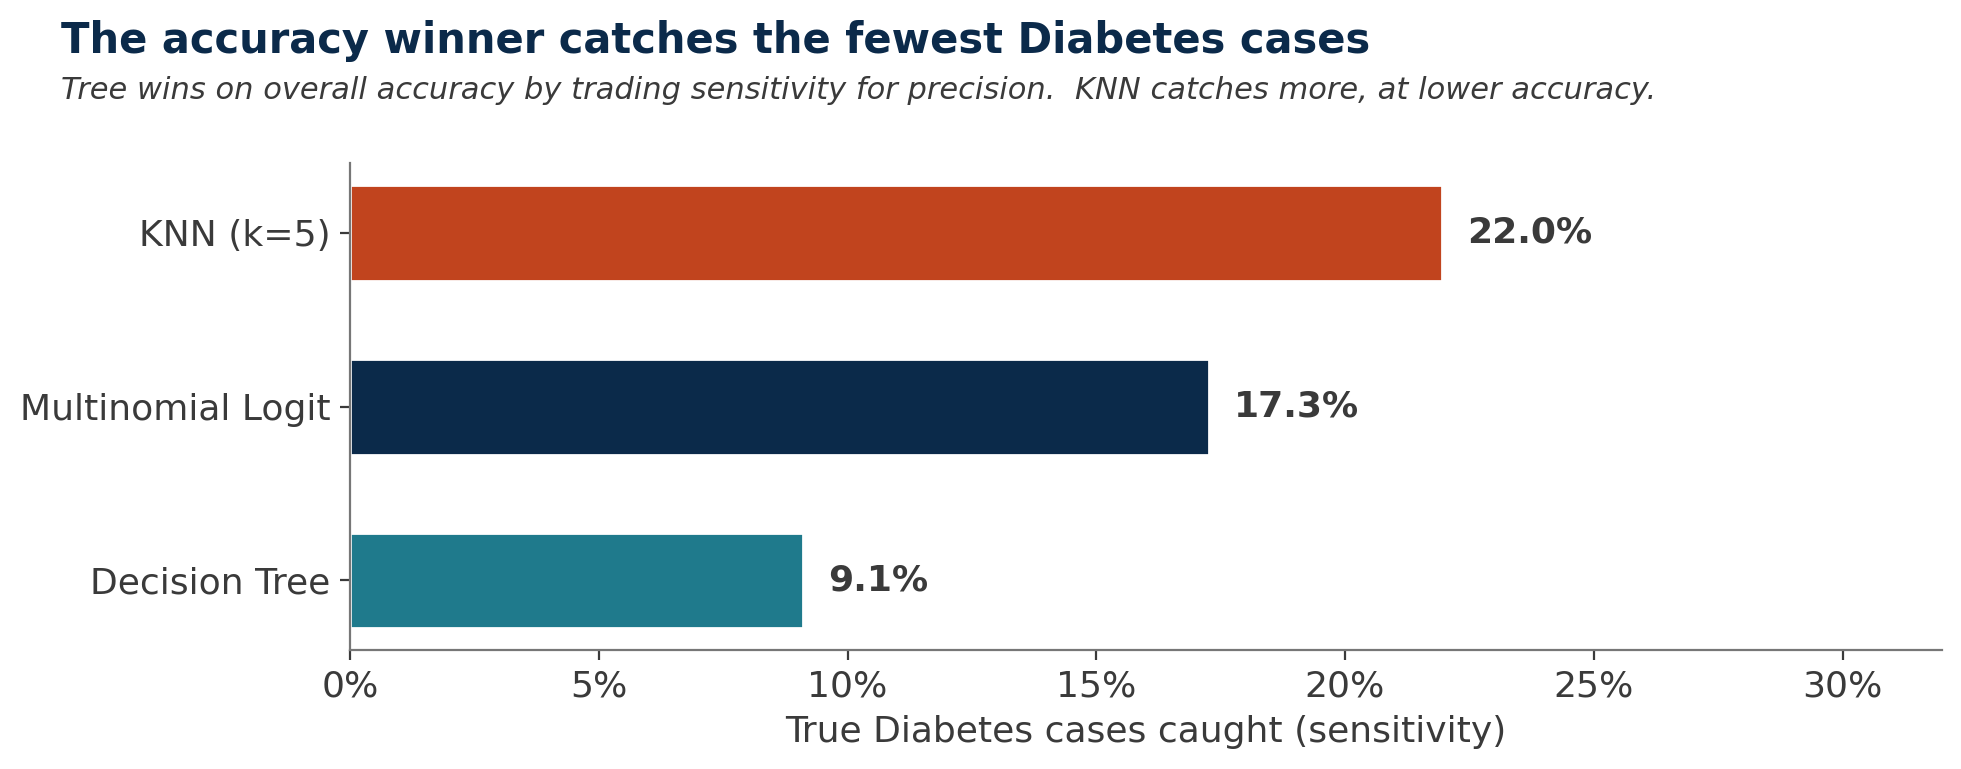 The accuracy winner catches the fewest Diabetes cases
Tree wins on overall accuracy by trading sensitivity for precision.  KNN catches more, at lower accuracy.
KNN (k=5)
22.0%
Multinomial Logit
17.3%
Decision Tree
9.1%
0% 5% 10% 15% 20% 25% 30%
True Diabetes cases caught (sensitivity)